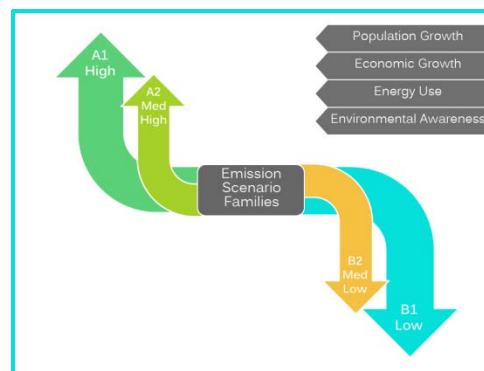 A1
High
A2
Med
High
Population Growth
Economic Growth
Energy Use
Environmental Awareness
Emission
Scenario
Families
B2
Med
Low
B1
Low